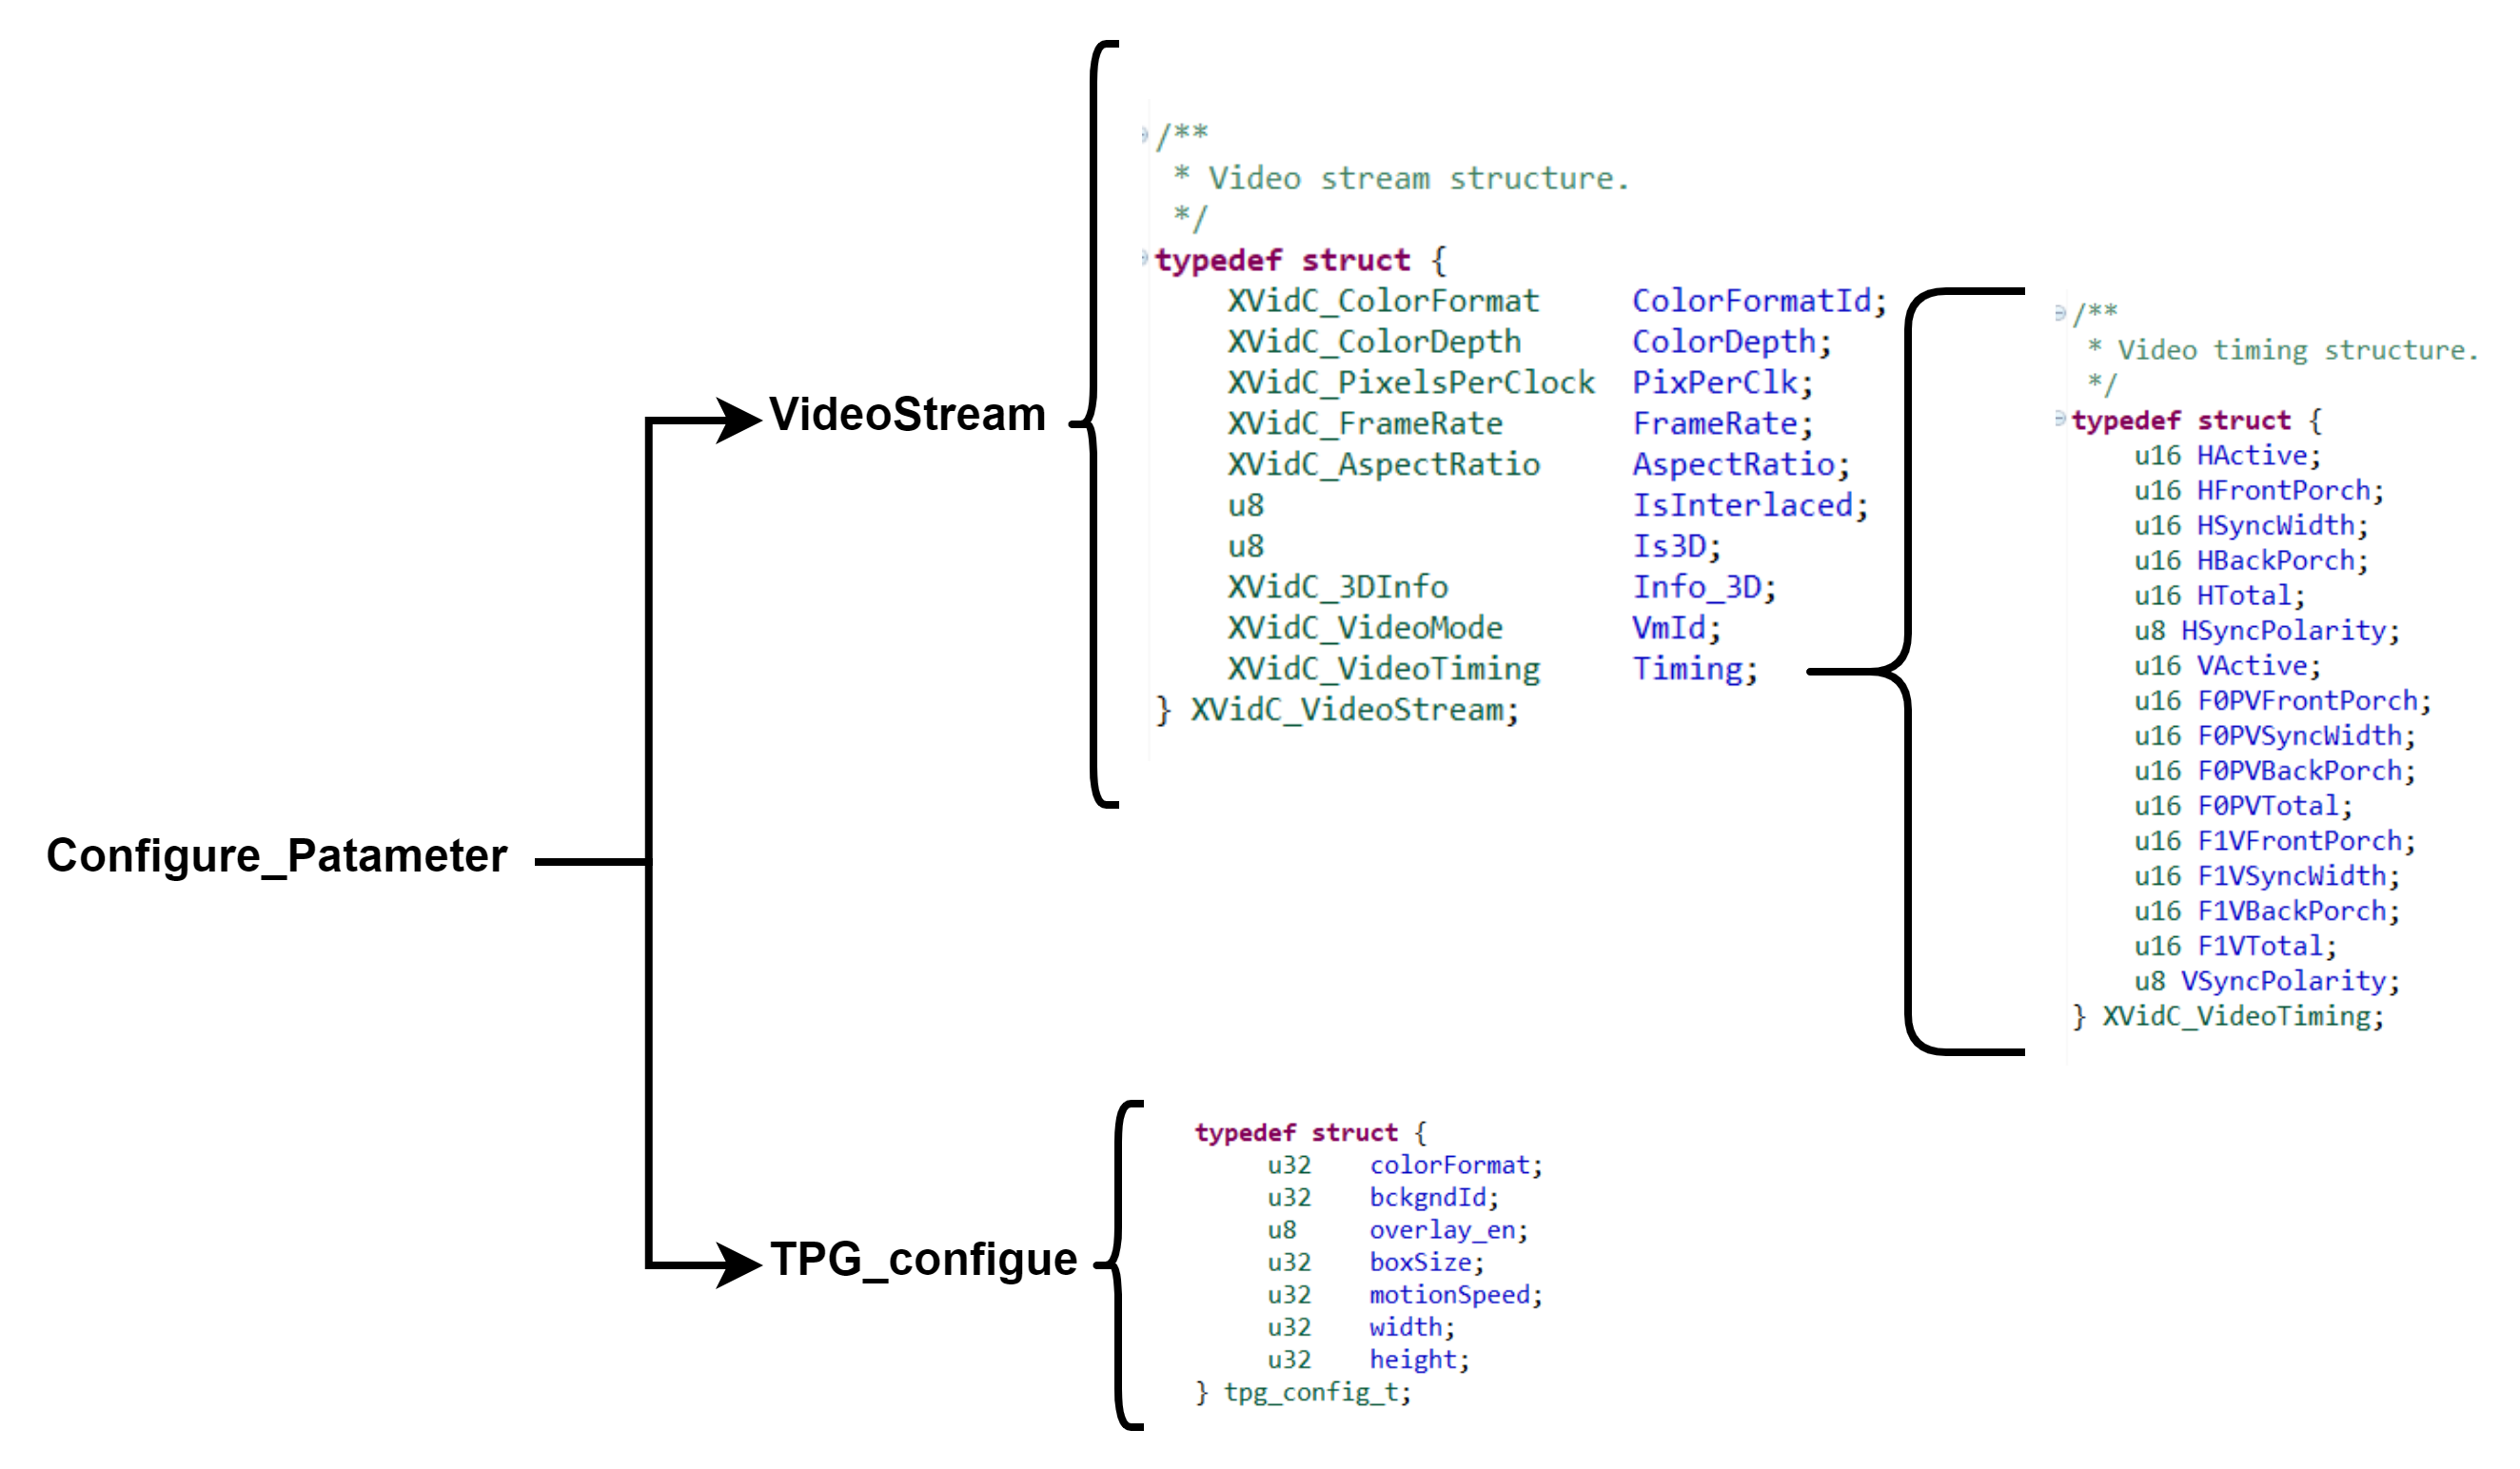 Configure_Patameter
VideoStream
/**
 * Video stream structure.
 */
typedef struct {
    XVidC_ColorFormat     ColorFormatId;
    XVidC_ColorDepth      ColorDepth;
    XVidC_PixelsPerClock  PixPerClk;
    XVidC_FrameRate       FrameRate;
    XVidC_AspectRatio     AspectRatio;
    u8                    IsInterlaced;
    u8                    Is3D;
    XVidC_3DInfo          Info_3D;
    XVidC_VideoMode       VmId;
    XVidC_VideoTiming     Timing;
} XVidC_VideoStream;
/**
 * Video timing structure.
 */
typedef struct {
    u16 HActive;
    u16 HFrontPorch;
    u16 HSyncWidth;
    u16 HBackPorch;
    u16 HTotal;
    u8 HSyncPolarity;
    u16 VActive;
    u16 F0PVFrontPorch;
    u16 F0PVSyncWidth;
    u16 F0PVBackPorch;
    u16 F0PVTotal;
    u16 F1VFrontPorch;
    u16 F1VSyncWidth;
    u16 F1VBackPorch;
    u16 F1VTotal;
    u8 VSyncPolarity;
} XVidC_VideoTiming;
TPG_configue
typedef struct {
     u32    colorFormat;
     u32    bckgndId;
     u8     overlay_en;
     u32    boxSize;
     u32    motionSpeed;
     u32    width;
     u32    height;
} tpg_config_t;